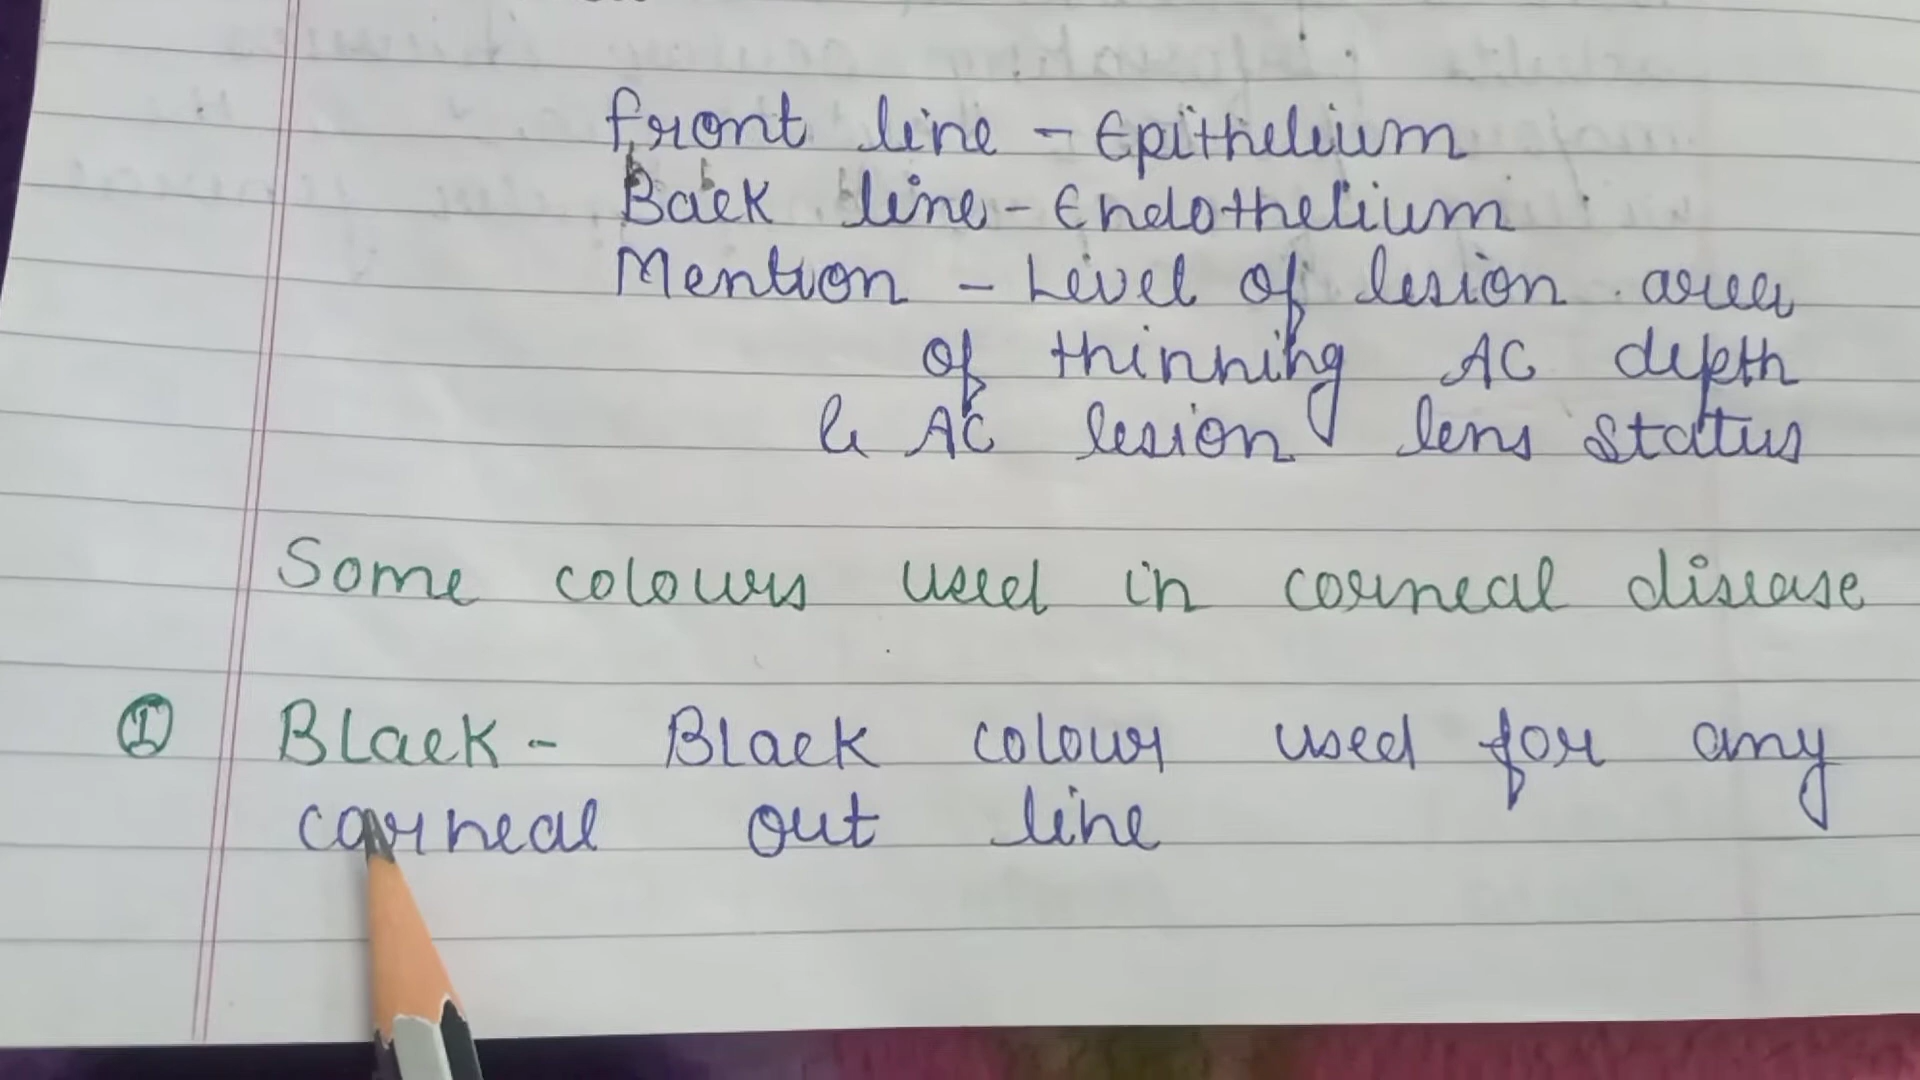 Front line - Epithelium
Back line - Endothelium
Mention - Level of lesion area
of thinning AC depth
& AC lesion lens status
Some colours used in corneal disease
① Black - Black colour used for any
corneal out line